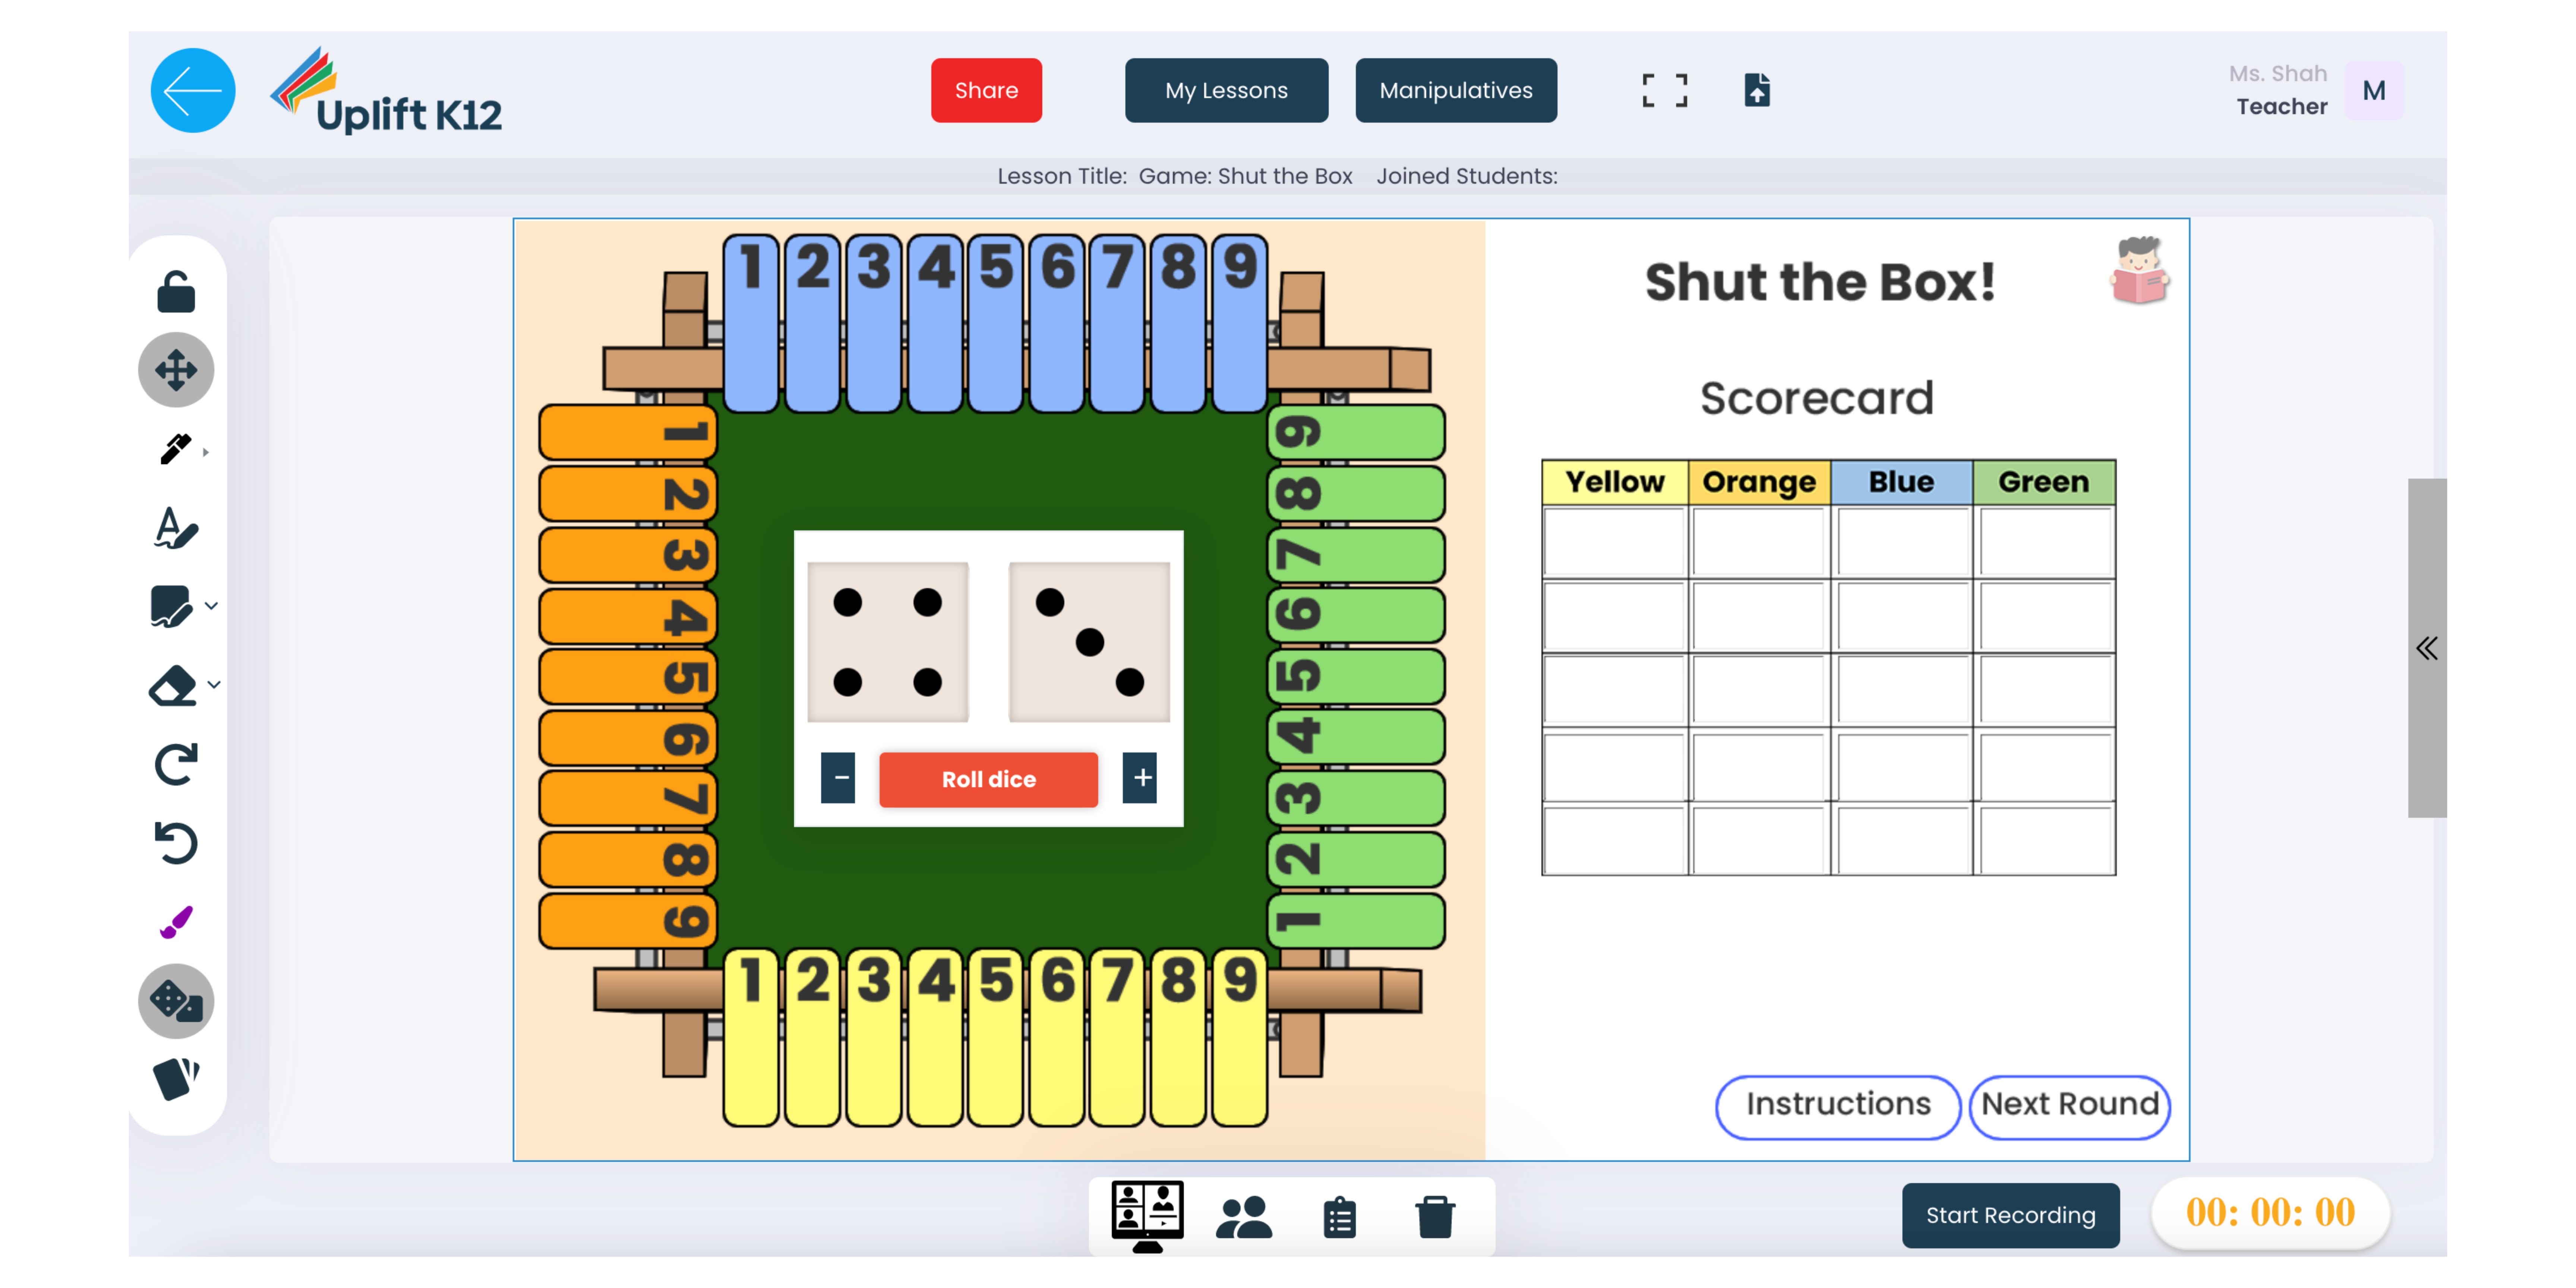 Uplift K12
Share
My Lessons
Manipulatives
Ms. Shah
Teacher
M
Lesson Title: Game: Shut the Box Joined Students:
1 2 3 4 5 6 7 8 9
1
2
3
4
5
6
7
8
9
9
8
7
6
5
4
3
2
1
- Roll dice +
1 2 3 4 5 6 7 8 9
Shut the Box!
Scorecard
Yellow Orange Blue Green
Instructions
Next Round
Start Recording
00: 00: 00